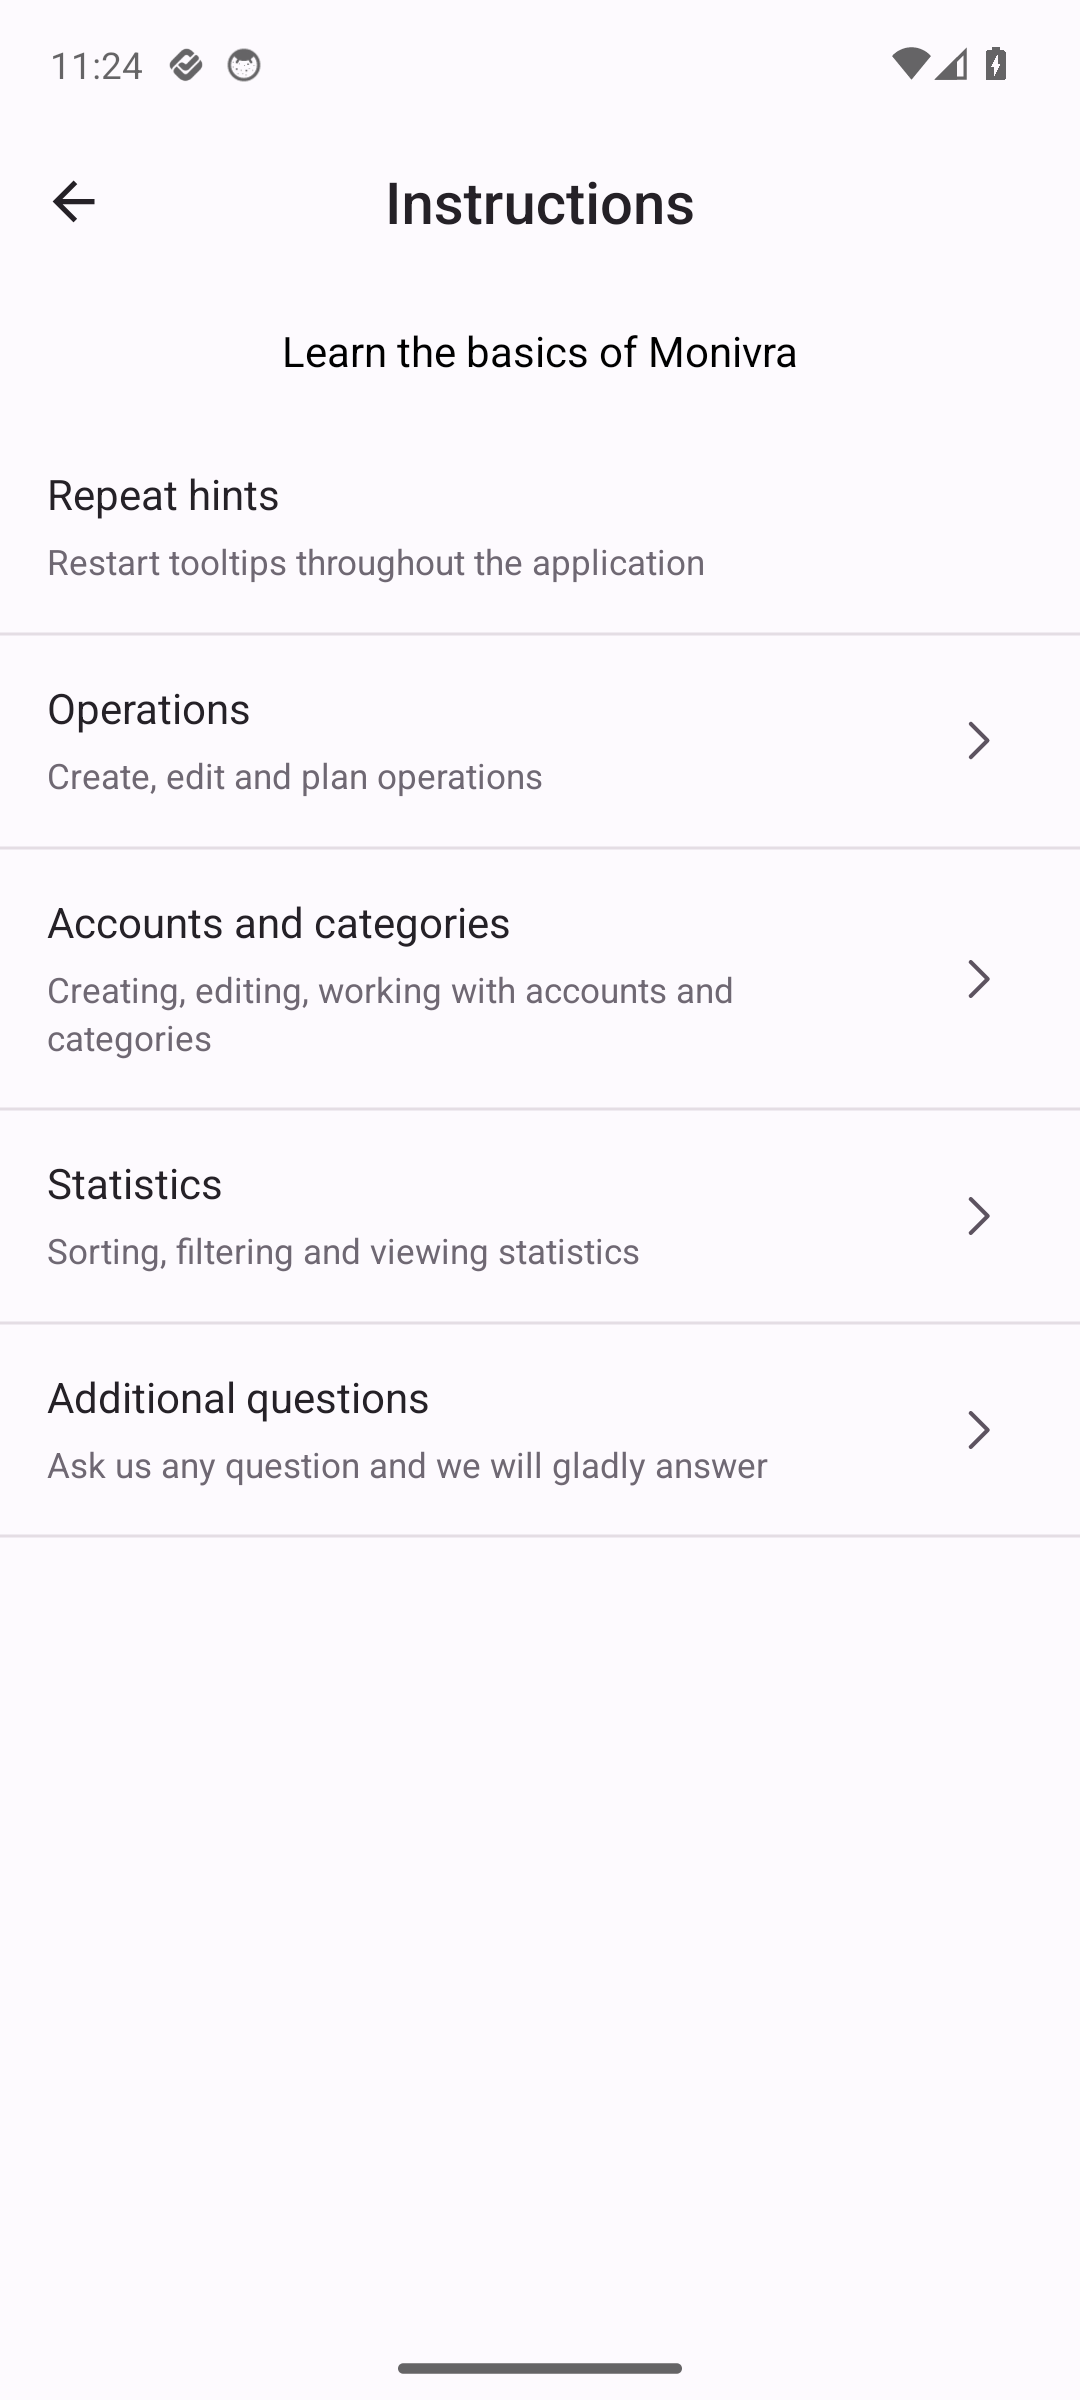 11:24
Instructions
Learn the basics of Monivra
Repeat hints
Restart tooltips throughout the application
Operations
Create, edit and plan operations
Accounts and categories
Creating, editing, working with accounts and
categories
Statistics
Sorting, filtering and viewing statistics
Additional questions
Ask us any question and we will gladly answer